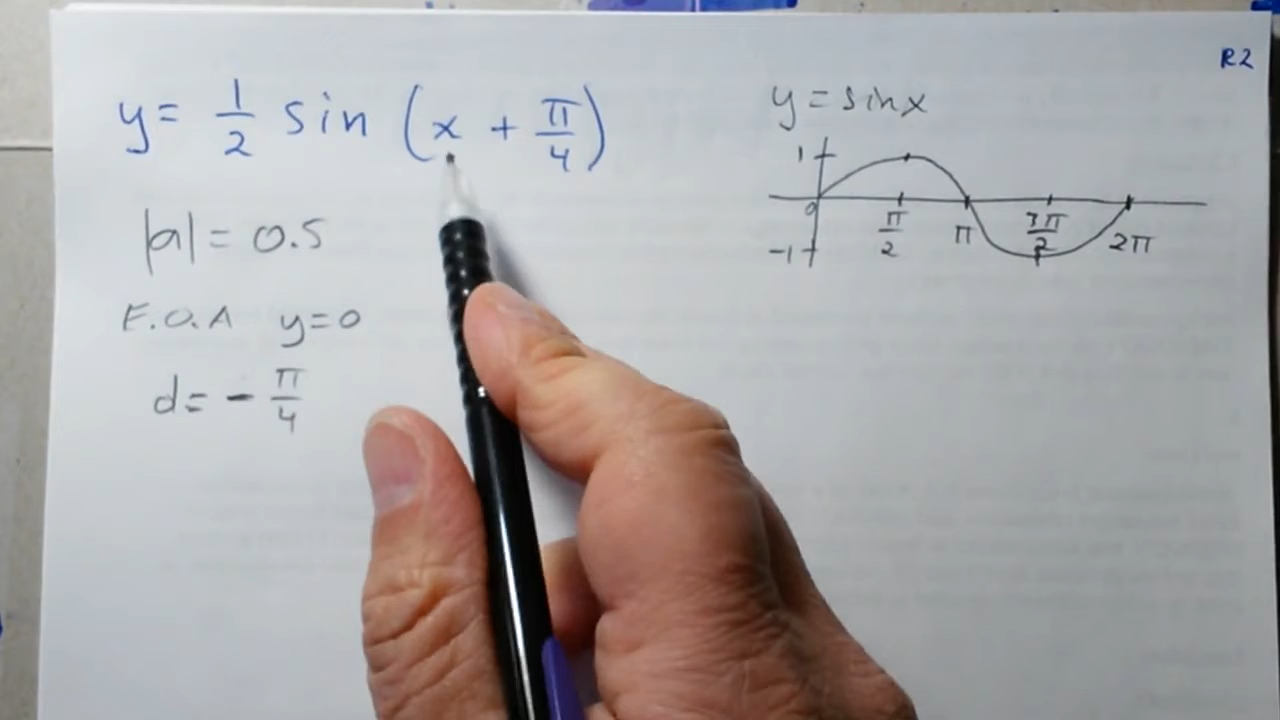 R2
y = 1/2 sin (x + π/4)
|a| = 0.5
E.O.A y=0
d = - π/4
y = sin x
1
0 π/2 π 3π/2 2π
-1